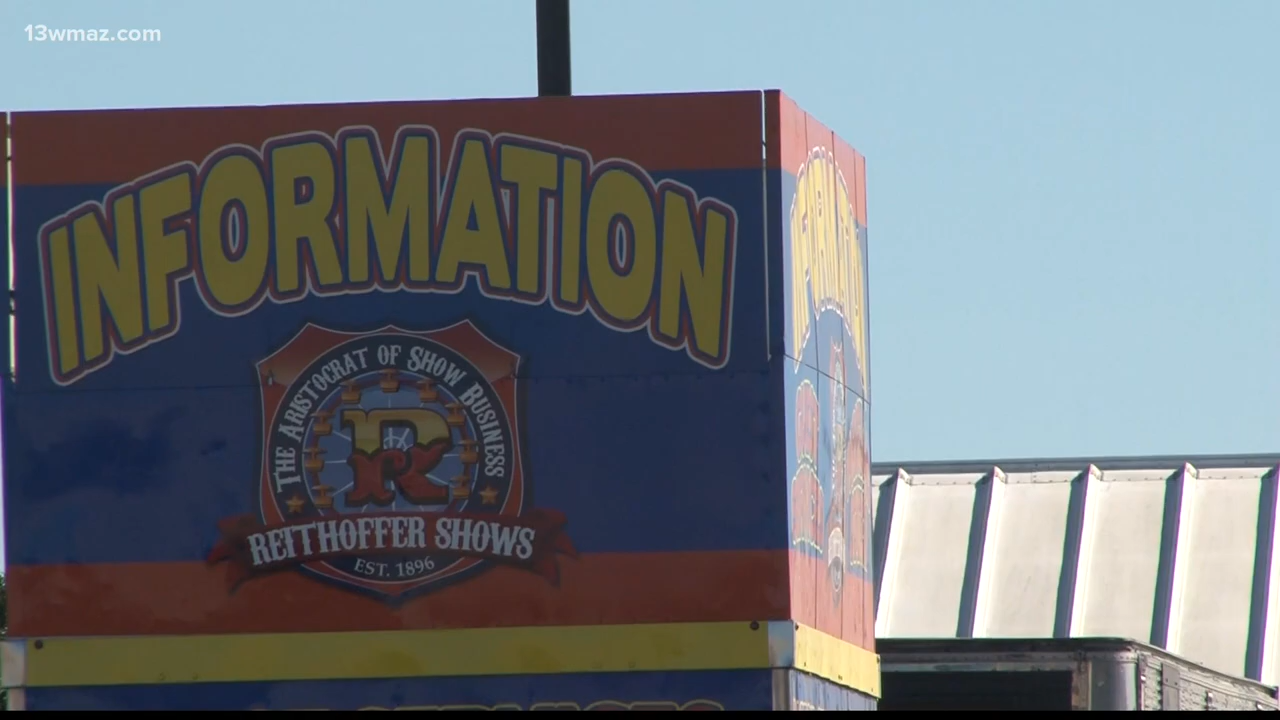 13wmaz.com
INFORMATION
THE ARISTOCRAT OF SHOW BUSINESS
R
REITHOFFER SHOWS
EST. 1896